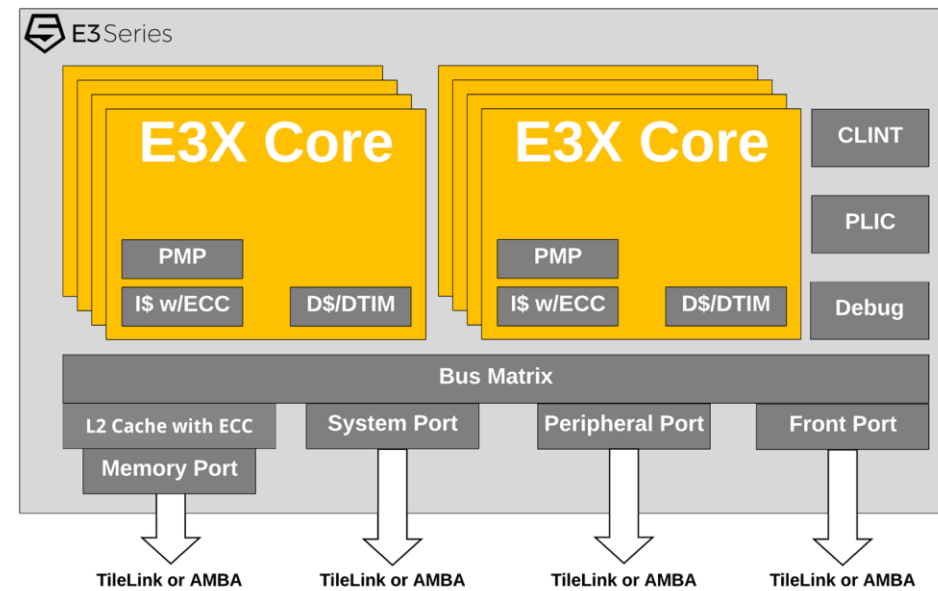 E3 Series
E3X Core
PMP
I$ w/ECC
D$/DTIM
E3X Core
PMP
I$ w/ECC
D$/DTIM
CLINT
PLIC
Debug
Bus Matrix
L2 Cache with ECC
System Port
Peripheral Port
Front Port
Memory Port
TileLink or AMBA
TileLink or AMBA
TileLink or AMBA
TileLink or AMBA